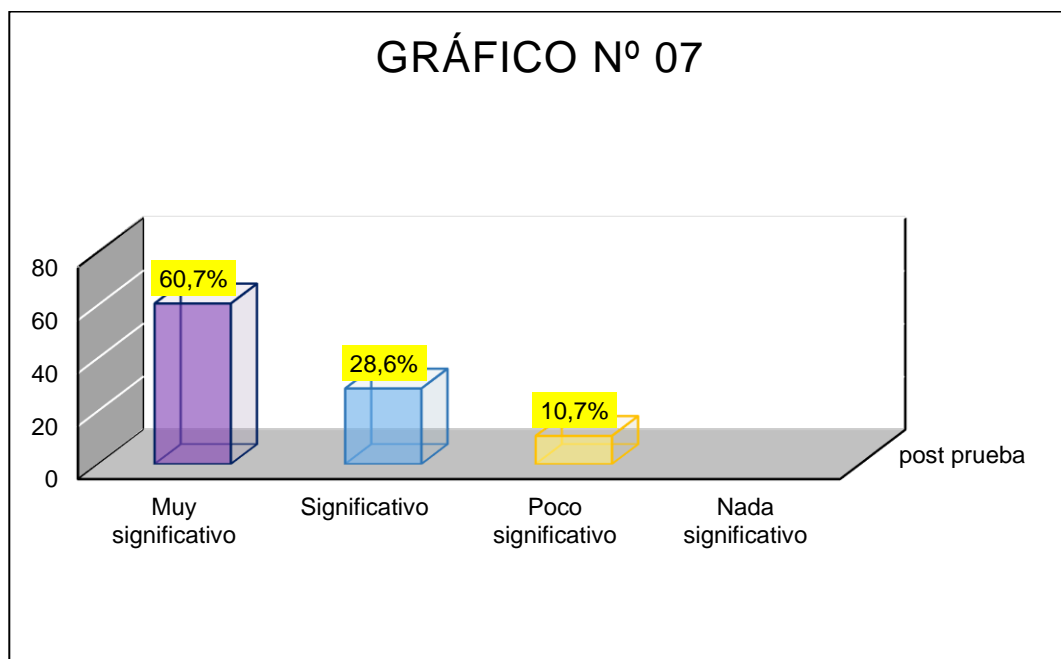 GRÁFICO Nº 07
80
60
40
20
0
60,7%
28,6%
10,7%
post prueba
Muy
significativo
Significativo
Poco
significativo
Nada
significativo